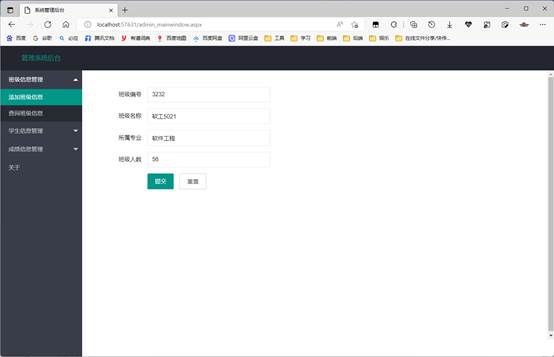 系统管理后台
localhost:57631/admin_mainwindow.aspx
百度 谷歌 必应 腾讯文档 有道词典 百度地图 百度网盘 阿里云盘 工具 学习 前端 后端 娱乐 在线文件分享/快传...
管理系统后台
班级信息管理
添加班级信息
查询班级信息
学生信息管理
成绩信息管理
关于
班级编号 3232
班级名称 软工5021
所属专业 软件工程
班级人数 56
提交 重置